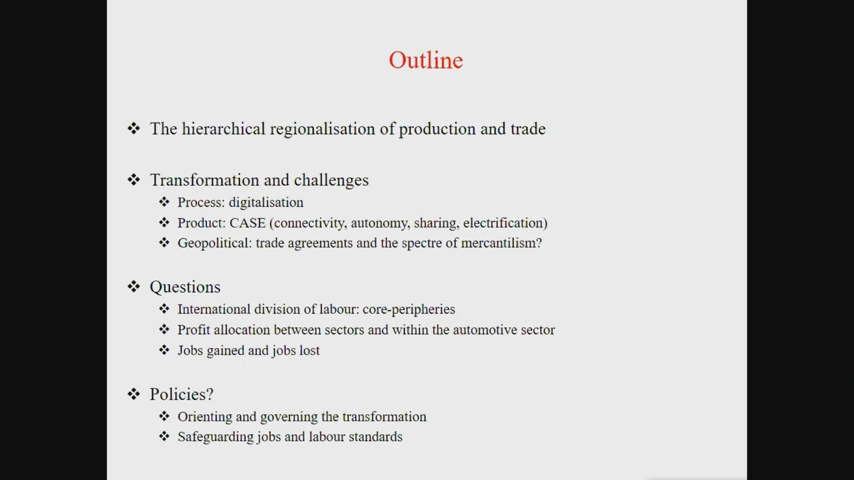 Outline
❖ The hierarchical regionalisation of production and trade
❖ Transformation and challenges
❖ Process: digitalisation
❖ Product: CASE (connectivity, autonomy, sharing, electrification)
❖ Geopolitical: trade agreements and the spectre of mercantilism?
❖ Questions
❖ International division of labour: core-peripheries
❖ Profit allocation between sectors and within the automotive sector
❖ Jobs gained and jobs lost
❖ Policies?
❖ Orienting and governing the transformation
❖ Safeguarding jobs and labour standards